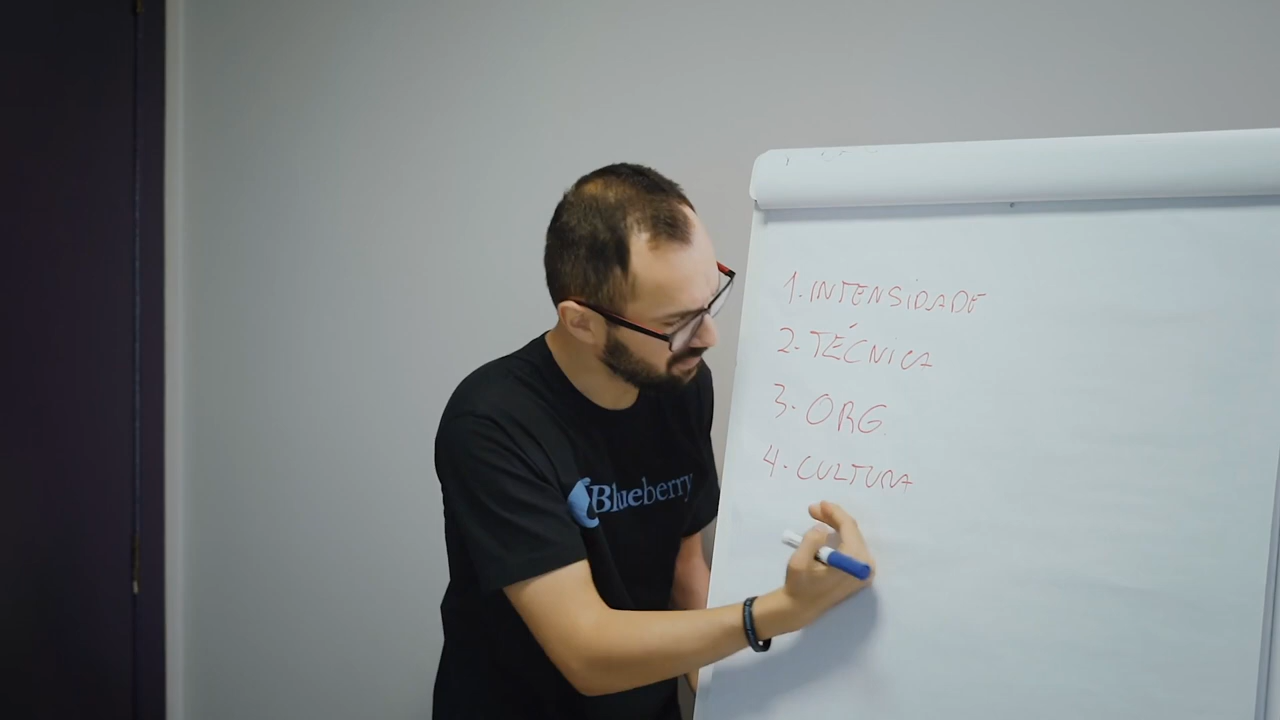 1. INTENSIDADE
2. TÉCNICA
3. ORG.
4. CULTURA
Blueberry